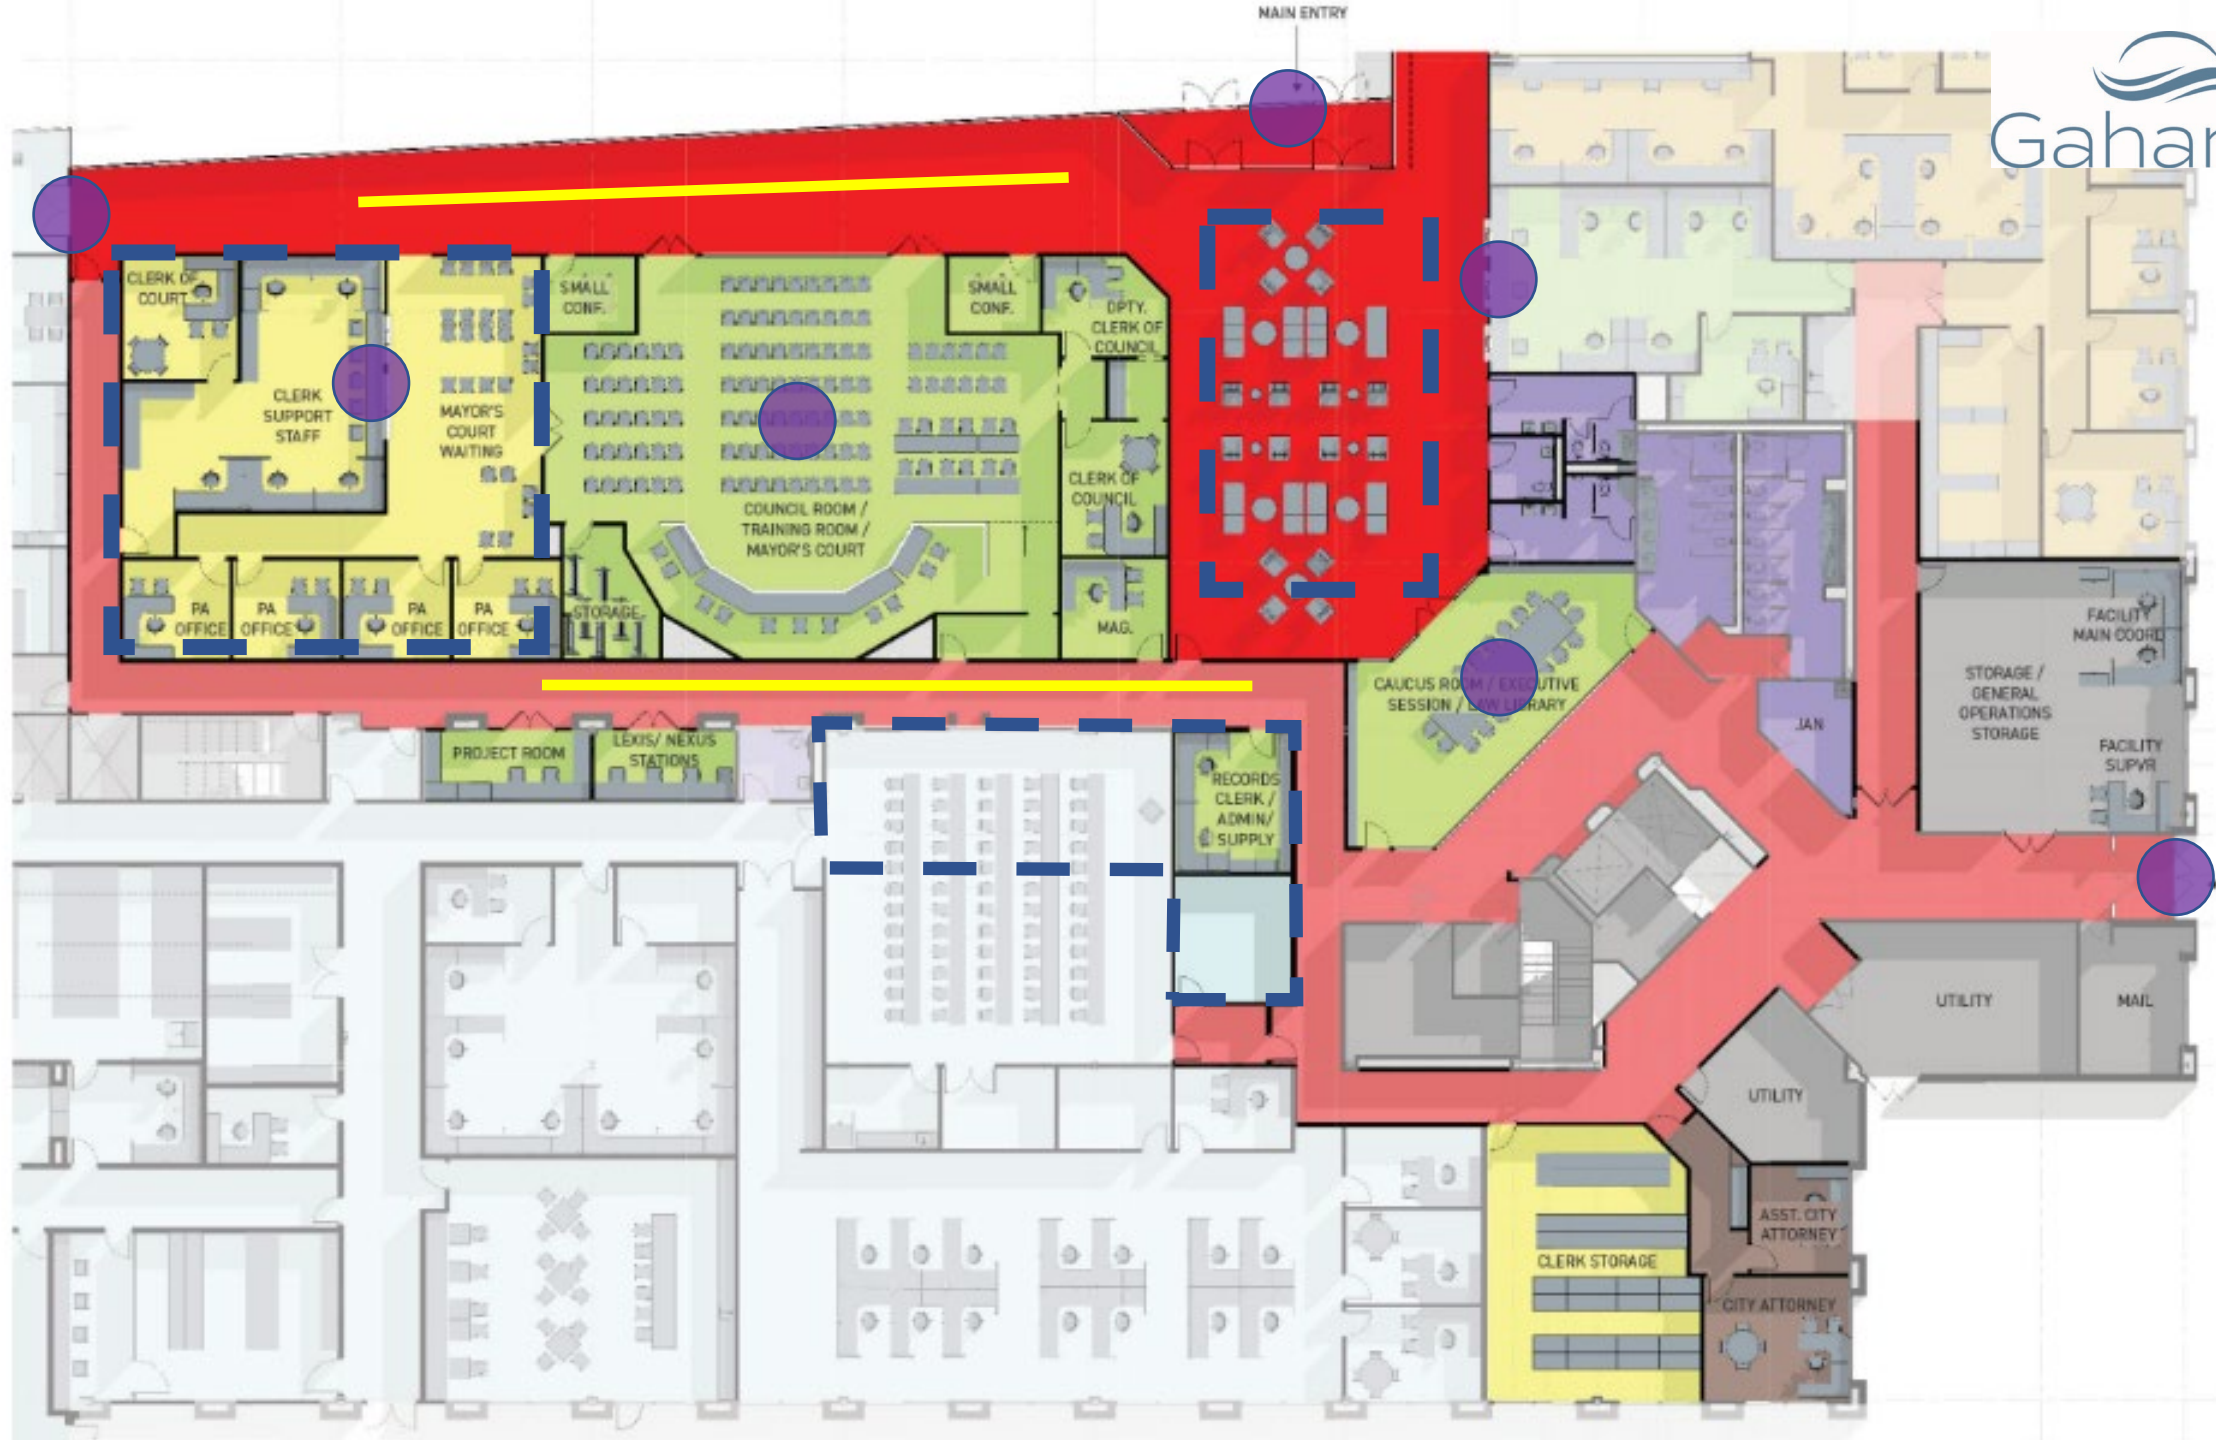 MAIN ENTRY
Gahan
CLERK OF
COURT
SMALL
CONF.
SMALL
CONF.
DPTY.
CLERK OF
COUNCIL
CLERK
SUPPORT
STAFF
MAYOR'S
COURT
WAITING
CLERK OF
COUNCIL
COUNCIL ROOM /
TRAINING ROOM /
MAYOR'S COURT
PA
OFFICE
PA
OFFICE
PA
OFFICE
PA
OFFICE
STORAGE
MAG.
CAUCUS ROOM / EXECUTIVE
SESSION / LAW LIBRARY
FACILITY
MAIN COORD
STORAGE /
GENERAL
OPERATIONS
STORAGE
JAN
FACILITY
SUPVR
PROJECT ROOM
LEXIS/ NEXUS
STATIONS
RECORDS
CLERK /
ADMIN/
SUPPLY
UTILITY
MAIL
UTILITY
ASST. CITY
ATTORNEY
CLERK STORAGE
CITY ATTORNEY